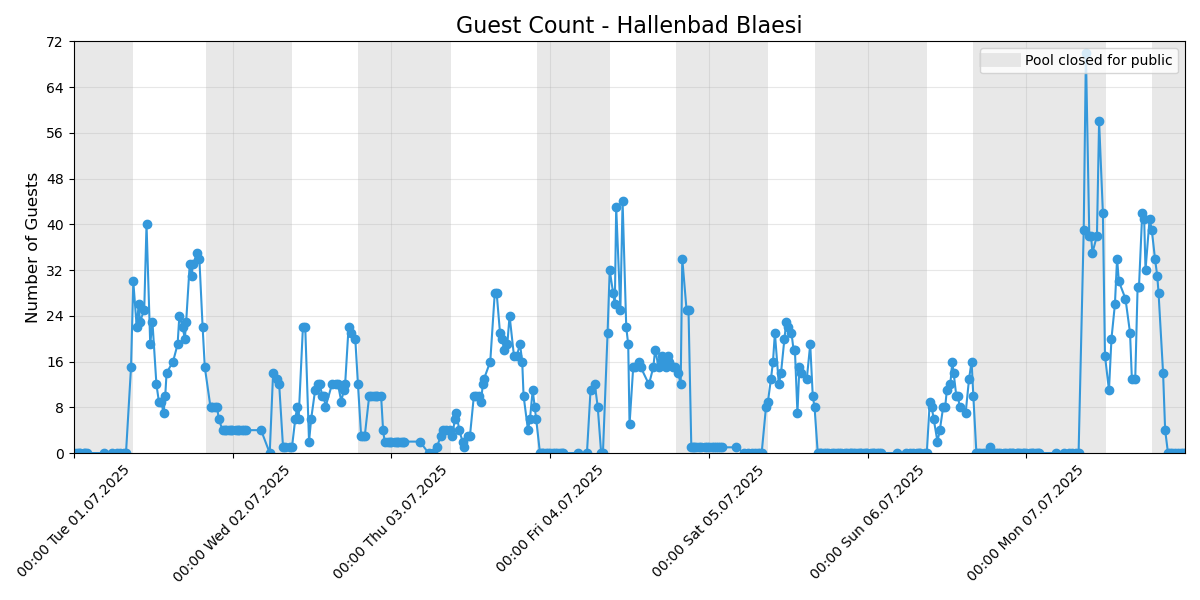 Guest Count - Hallenbad Blaesi
Pool closed for public
Number of Guests
72
64
56
48
40
32
24
16
8
0
00:00 Tue 01.07.2025
00:00 Wed 02.07.2025
00:00 Thu 03.07.2025
00:00 Fri 04.07.2025
00:00 Sat 05.07.2025
00:00 Sun 06.07.2025
00:00 Mon 07.07.2025